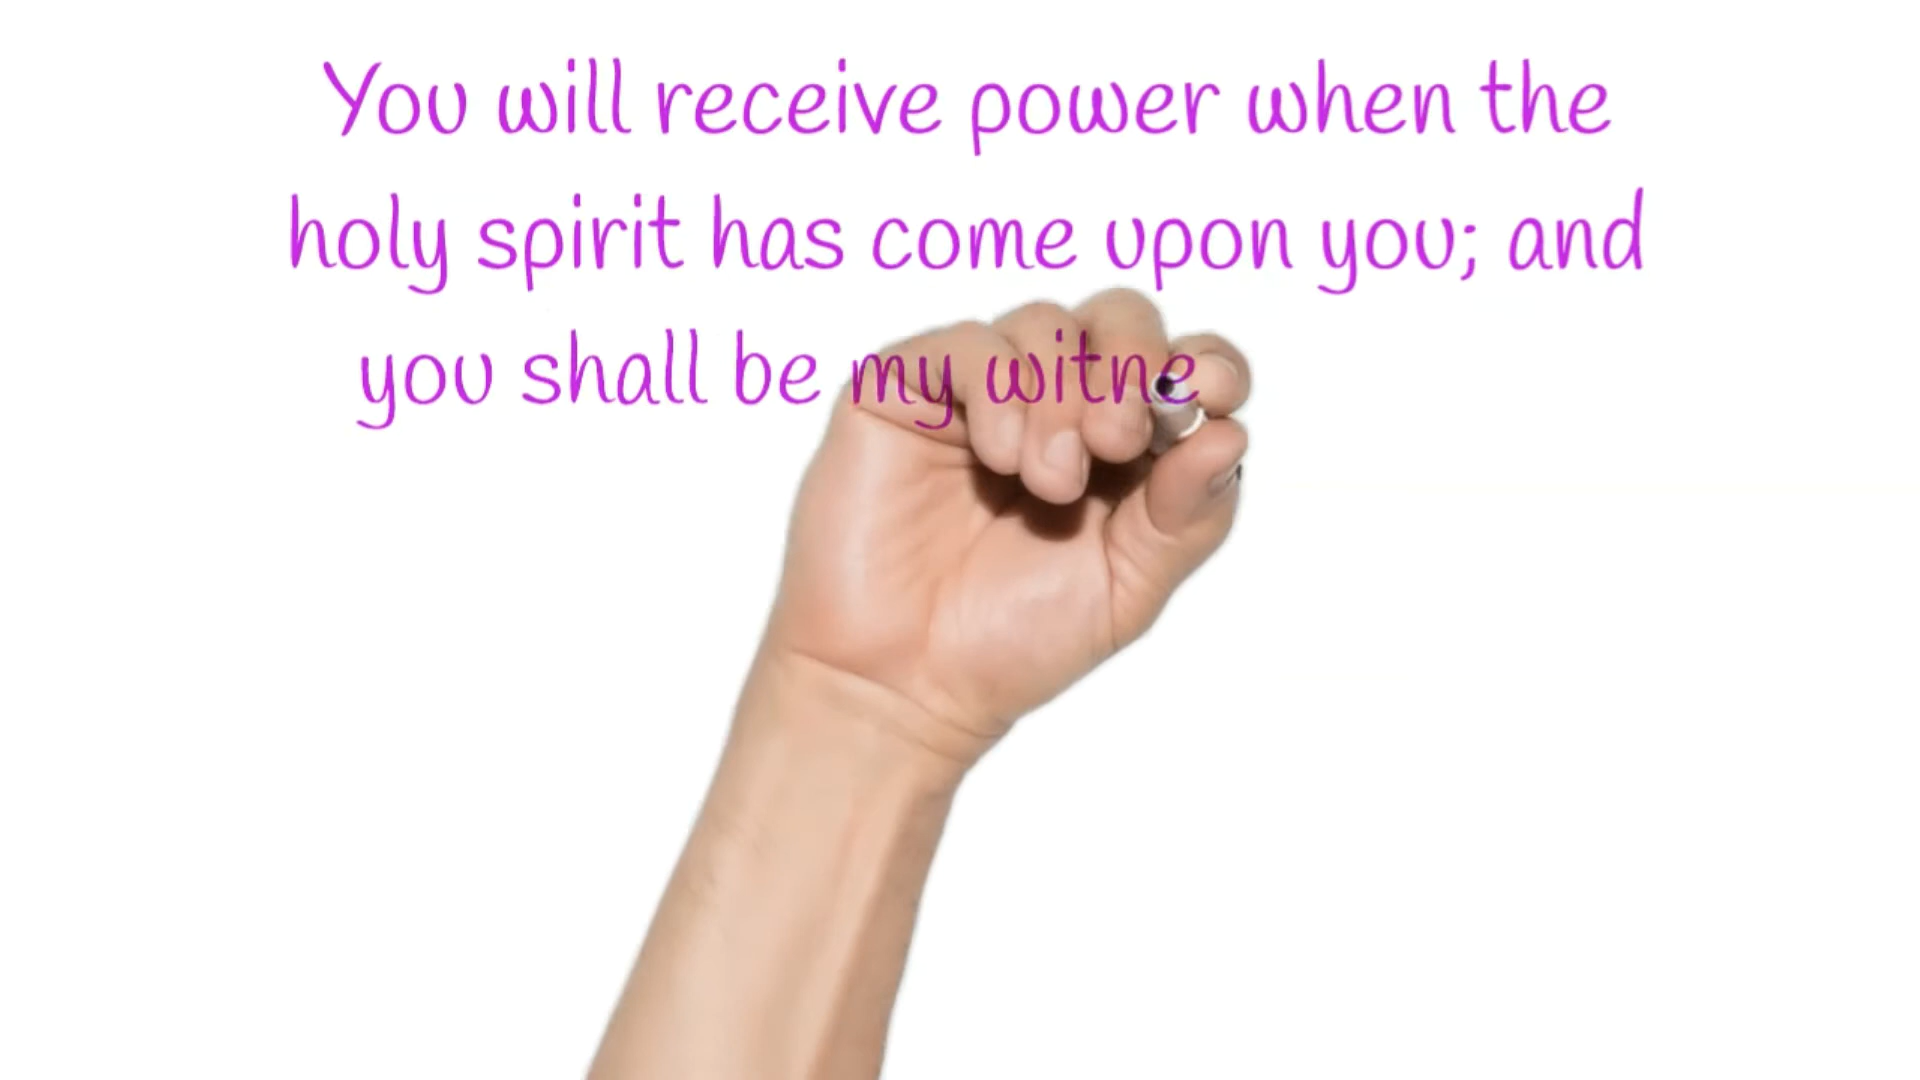 You will receive power when the
holy spirit has come upon you; and
you shall be my witne